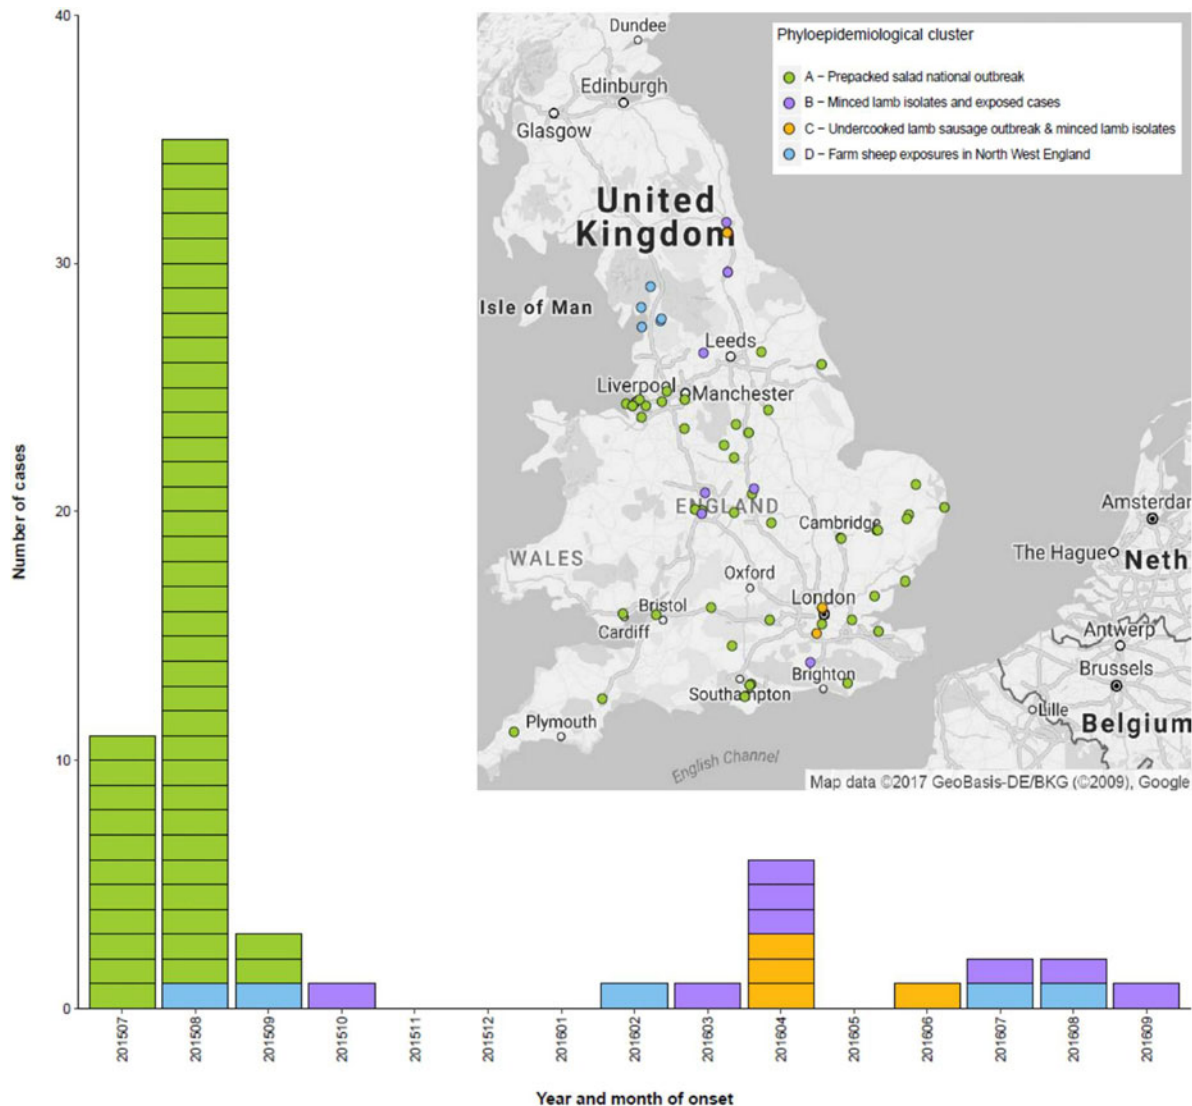 40
30
20
10
0
Number of cases
201507
201508
201509
201510
201511
201512
201601
201602
201603
201604
201605
201606
201607
201608
201609
Year and month of onset
Phyloepidemiological cluster
A – Prepacked salad national outbreak
B – Minced lamb isolates and exposed cases
C – Undercooked lamb sausage outbreak & minced lamb isolates
D – Farm sheep exposures in North West England
Dundee
Edinburgh
Glasgow
United
Kingdom
Isle of Man
Leeds
Liverpool
Manchester
ENGLAND
Cambridge
WALES
Oxford
London
Bristol
Cardiff
Brighton
Southampton
Plymouth
English Channel
Amsterdar
The Hague
Neth
Antwerp
Brussels
Lille
Belgium
Map data ©2017 GeoBasis-DE/BKG (©2009), Google